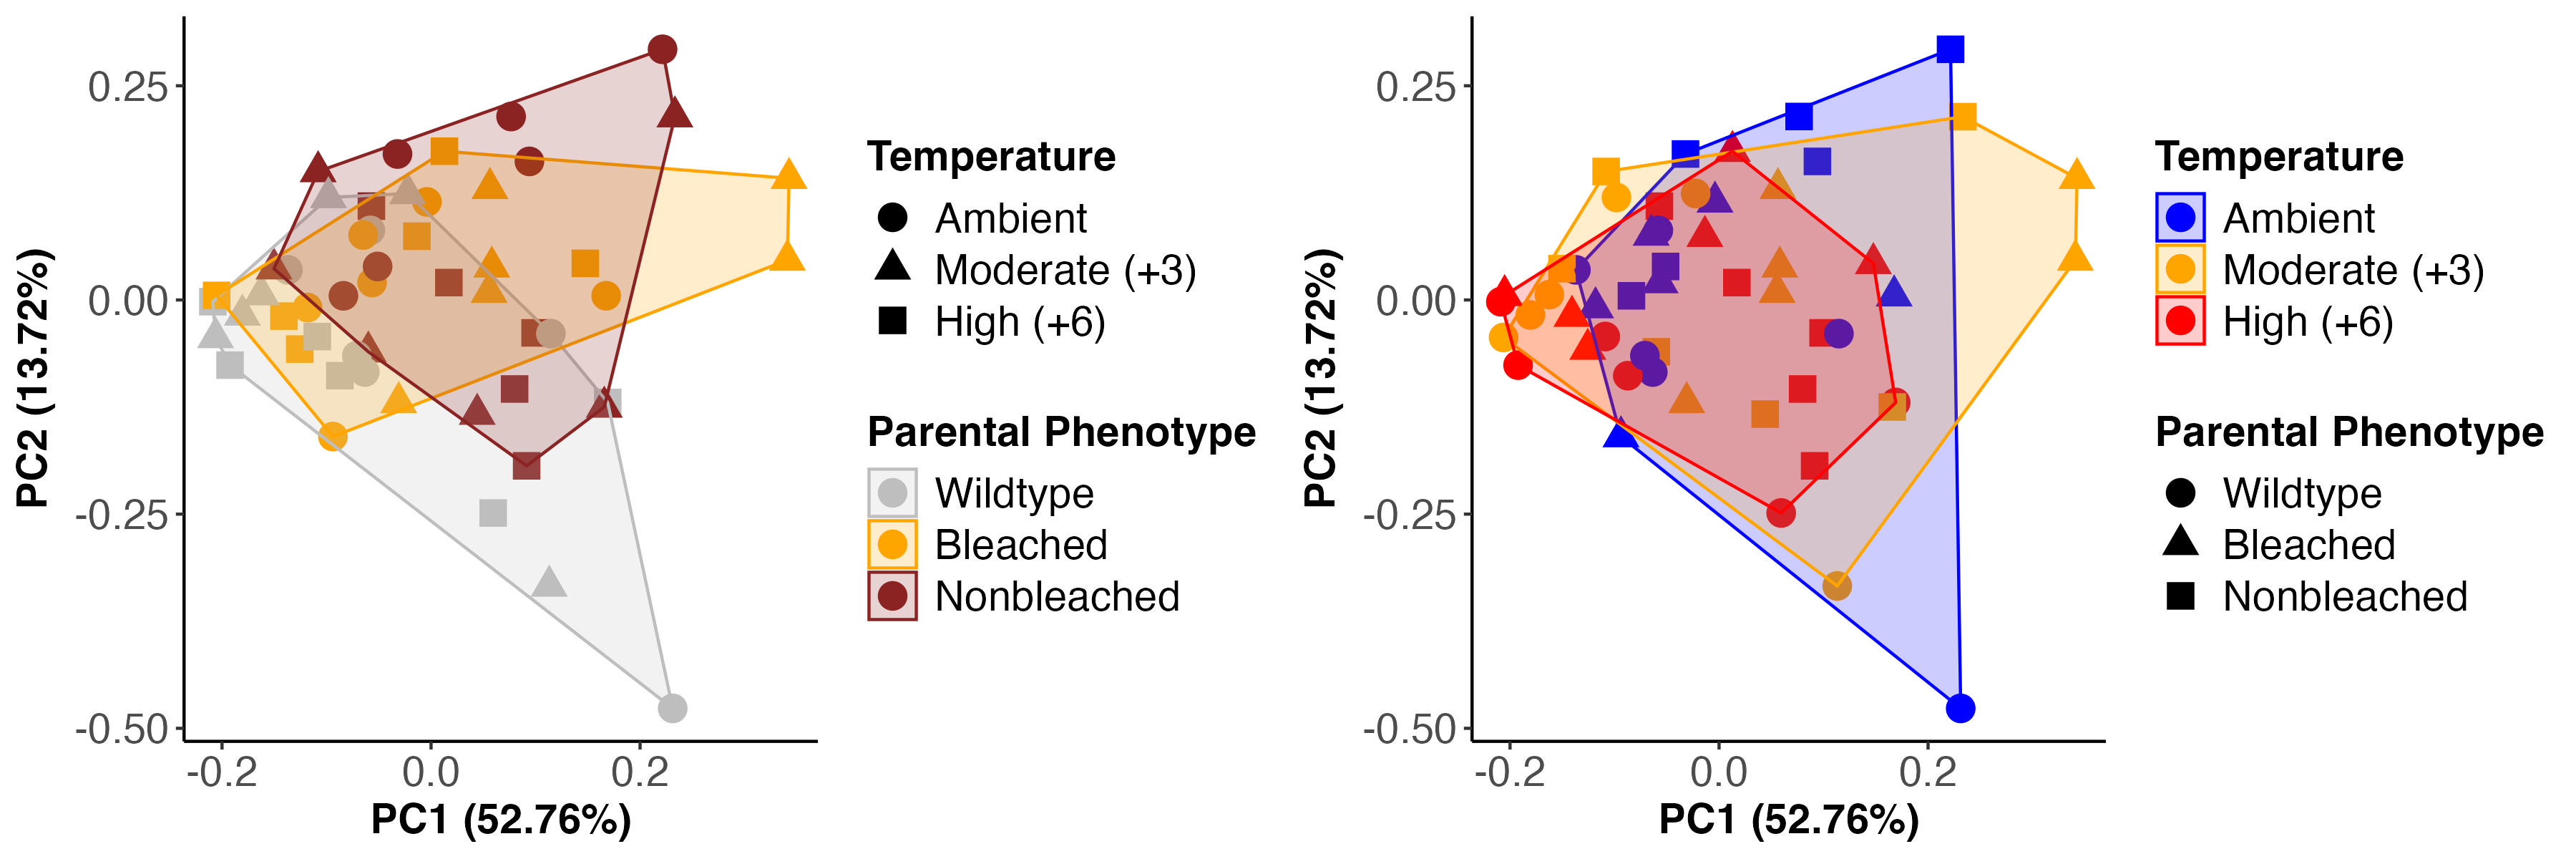 PC2 (13.72%)
0.25
0.00
-0.25
-0.50
-0.2
0.0
0.2
PC1 (52.76%)
Temperature
Ambient
Moderate (+3)
High (+6)
Parental Phenotype
Wildtype
Bleached
Nonbleached
PC2 (13.72%)
0.25
0.00
-0.25
-0.50
-0.2
0.0
0.2
PC1 (52.76%)
Temperature
Ambient
Moderate (+3)
High (+6)
Parental Phenotype
Wildtype
Bleached
Nonbleached